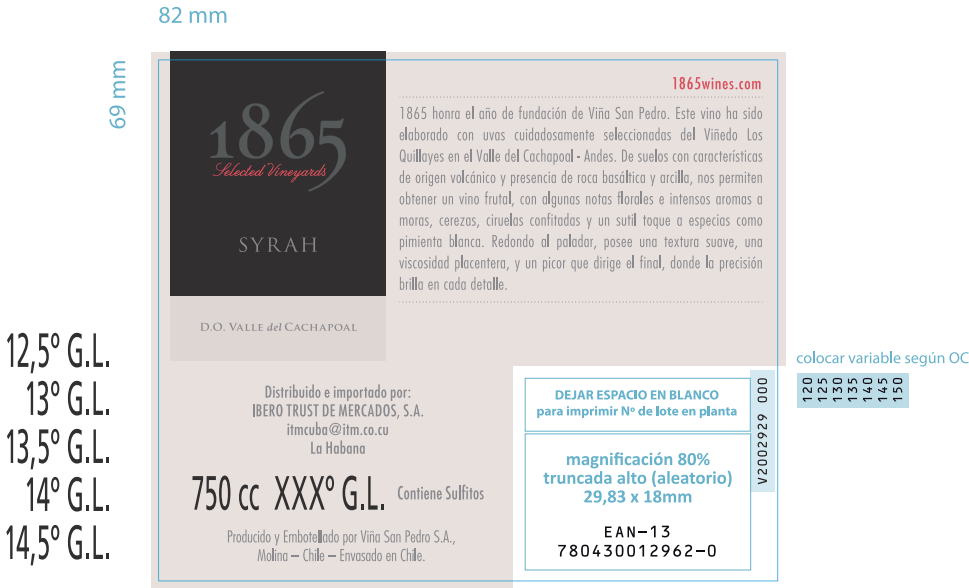 82 mm
69 mm
1865
Selected Vineyards
SYRAH
D.O. VALLE del CACHAPOAL
1865wines.com
1865 honra el año de fundación de Viña San Pedro. Este vino ha sido
elaborado con uvas cuidadosamente seleccionadas del Viñedo Los
Quillayes en el Valle del Cachapoal - Andes. De suelos con características
de origen volcánico y presencia de roca basáltica y arcilla, nos permiten
obtener un vino frutal, con algunas notas florales e intensos aromas a
moras, cerezas, ciruelas confitadas y un sutil toque a especias como
pimienta blanca. Redondo al paladar, posee una textura suave, una
viscosidad placentera, y un picor que dirige el final, donde la precisión
brilla en cada detalle.
12,5° G.L.
13° G.L.
13,5° G.L.
14° G.L.
14,5° G.L.
Distribuido e importado por:
IBERO TRUST DE MERCADOS, S.A.
itmcuba@itm.co.cu
La Habana
750 cc XXX° G.L. Contiene Sulfitos
Producido y Embotellado por Viña San Pedro S.A.,
Molina – Chile – Envasado en Chile.
DEJAR ESPACIO EN BLANCO
para imprimir Nº de lote en planta
magnificación 80%
truncada alto (aleatorio)
29,83 x 18mm
EAN-13
780430012962-0
V2002929 000
colocar variable según OC
120
125
130
135
140
145
150